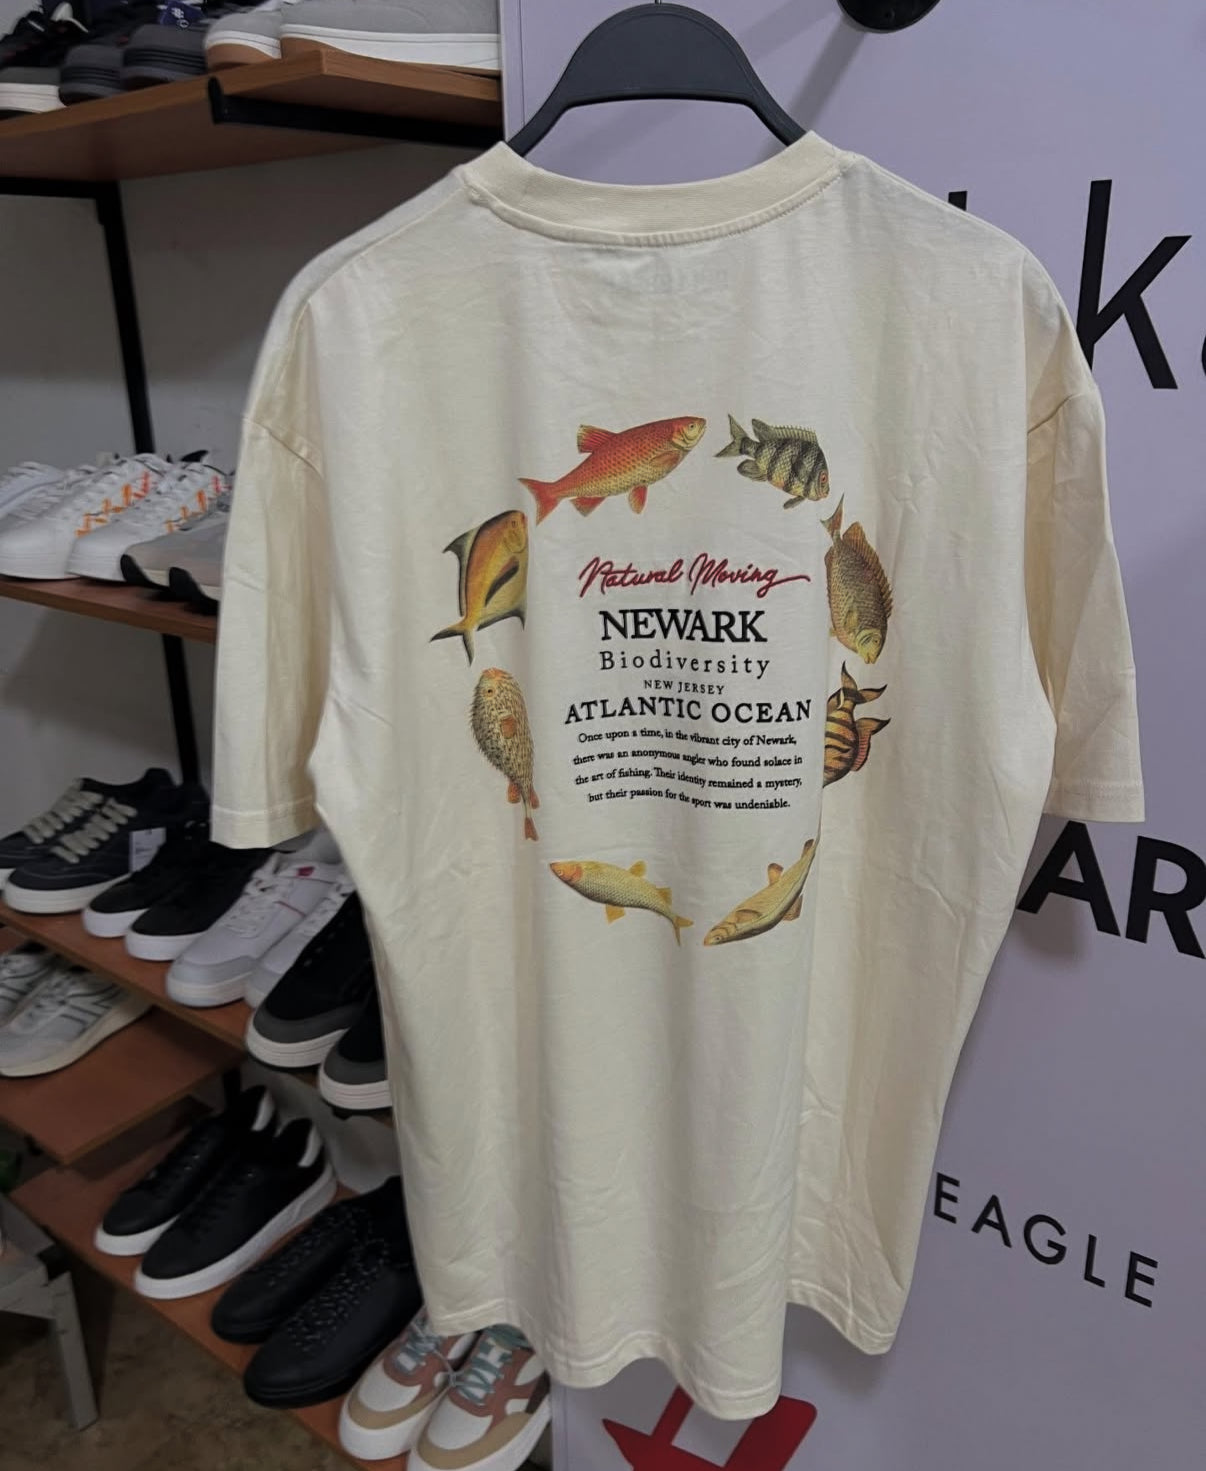 Natural Moving
NEWARK
Biodiversity
NEW JERSEY
ATLANTIC OCEAN
Once upon a time, in the vibrant city of Newark,
there was an anonymous angler who found solace in
the art of fishing. Their identity remained a mystery,
but their passion for the sport was undeniable.
k
AR
EAGLE